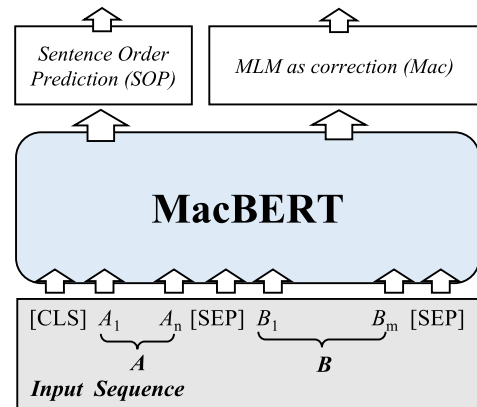 Sentence Order
Prediction (SOP)
MLM as correction (Mac)
MacBERT
[CLS] A1 An [SEP] B1 Bm [SEP]
A B
Input Sequence